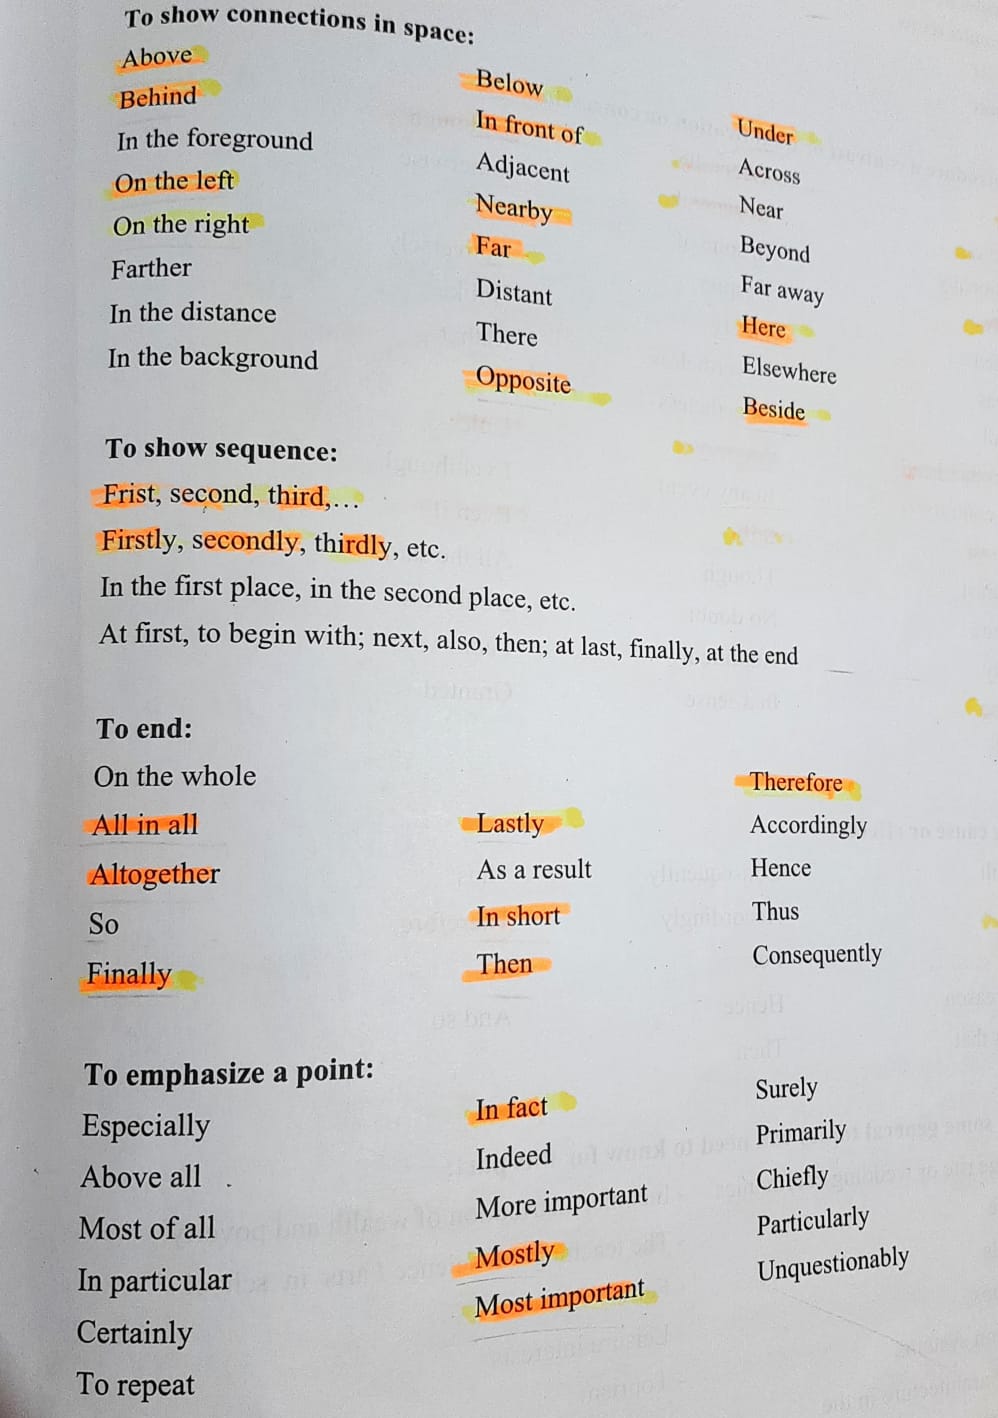 To show connections in space:
Above Below Under
Behind In front of Across
In the foreground Adjacent Near
On the left Nearby Beyond
On the right Far Far away
Farther Distant Here
In the distance There Elsewhere
In the background Opposite Beside
To show sequence:
Frist, second, third,...
Firstly, secondly, thirdly, etc.
In the first place, in the second place, etc.
At first, to begin with; next, also, then; at last, finally, at the end
To end:
On the whole Lastly Therefore
All in all As a result Accordingly
Altogether In short Hence
So Then Thus
Finally Consequently
To emphasize a point:
Especially In fact Surely
Above all Indeed Primarily
Most of all More important Chiefly
In particular Mostly Particularly
Certainly Most important Unquestionably
To repeat